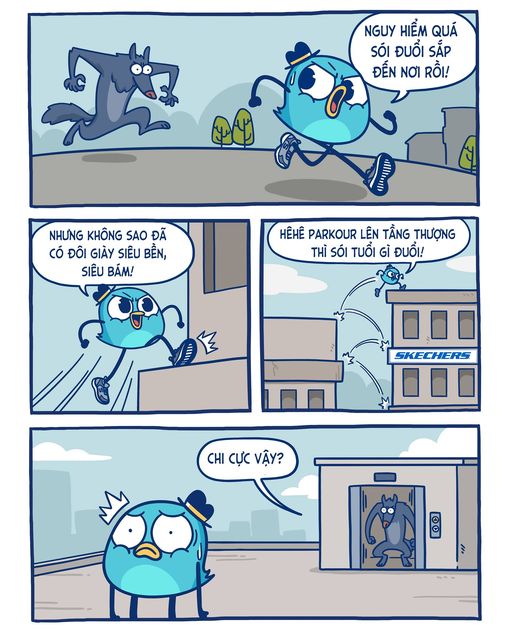 NGUY HIỂM QUÁ
SÓI ĐUỔI SẮP
ĐẾN NƠI RỒI!
NHƯNG KHÔNG SAO ĐÃ
CÓ ĐÔI GIÀY SIÊU BỀN,
SIÊU BÁM!
HÊHÊ PARKOUR LÊN TẦNG THƯỢNG
THÌ SÓI TUỔI GÌ ĐUỔI!
SKECHERS
CHI CỰC VẬY?